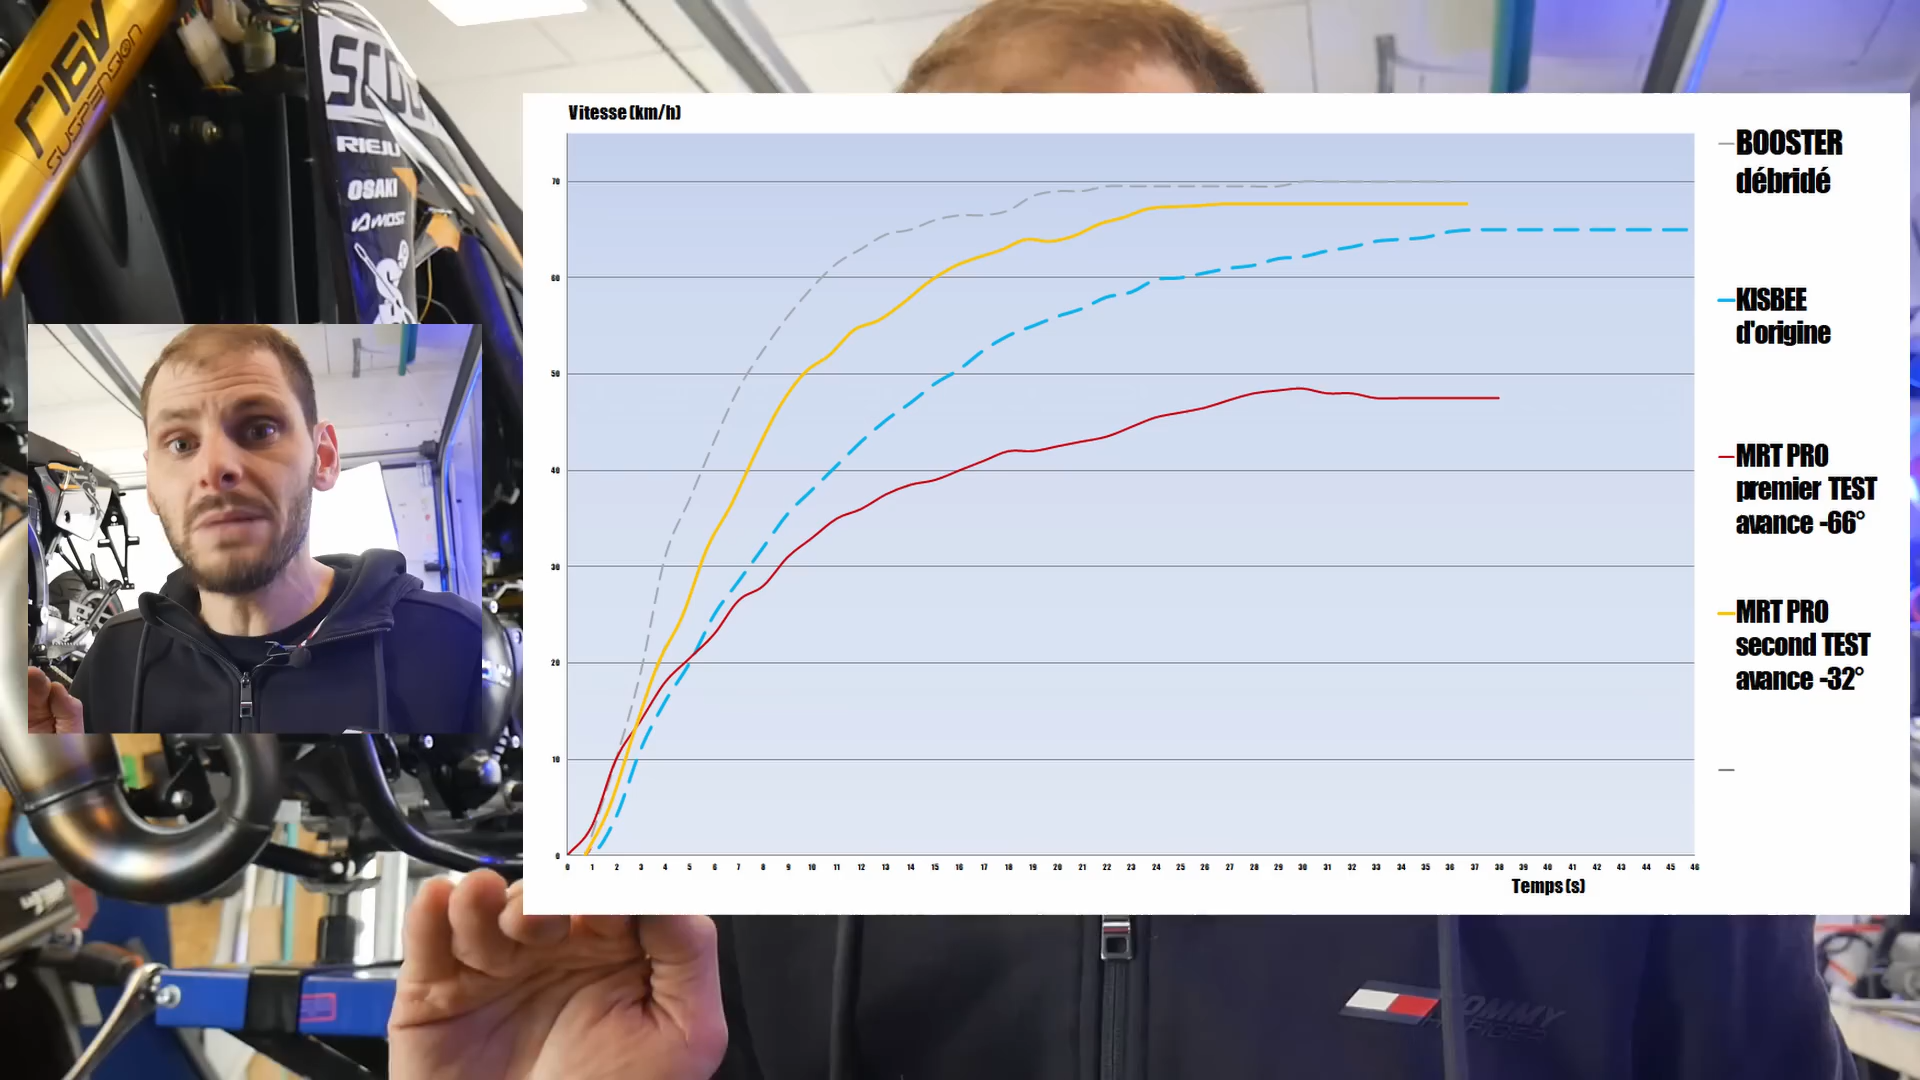 RIEJU
OSAKI
MOST
SUSPENSION
Vitesse (km/h)
70
60
50
40
30
20
10
0
0 1 2 3 4 5 6 7 8 9 10 11 12 13 14 15 16 17 18 19 20 21 22 23 24 25 26 27 28 29 30 31 32 33 34 35 36 37 38 39 40 41 42 43 44 45 46
Temps (s)
BOOSTER
débridé
KISBEE
d'origine
MRT PRO
premier TEST
avance -66°
MRT PRO
second TEST
avance -32°
TOMMY